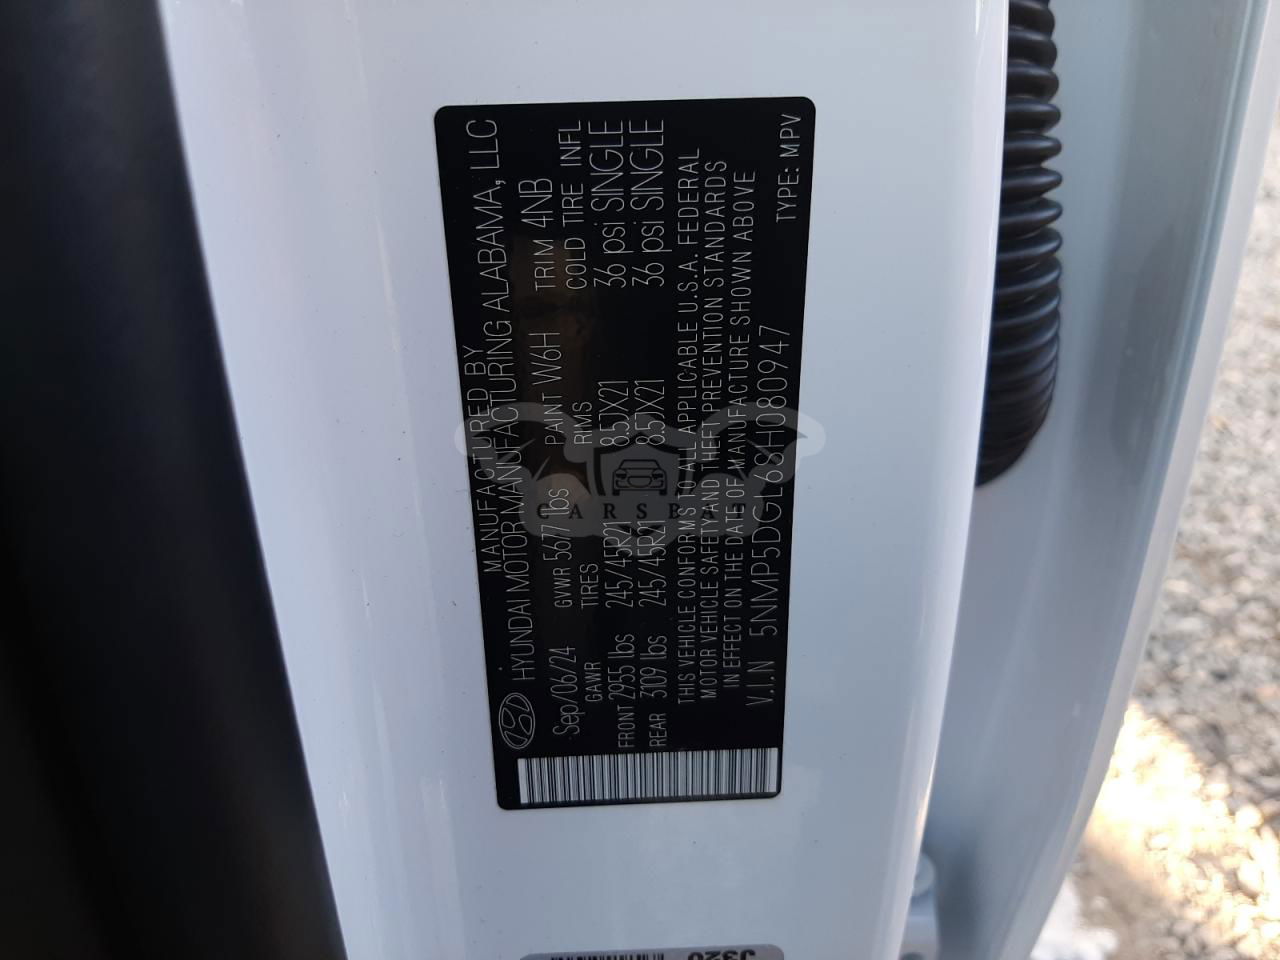 MANUFACTURED BY
HYUNDAI MOTOR MANUFACTURING ALABAMA, LLC
Sep/06/24 GVWR 5677 lbs PAINT W6H TRIM 4NB
GAWR TIRES RIMS COLD TIRE INFL
FRONT 2955 lbs 245/45R21 8.5JX21 36 psi SINGLE
REAR 3109 lbs 245/45R21 8.5JX21 36 psi SINGLE
THIS VEHICLE CONFORMS TO ALL APPLICABLE U.S.A. FEDERAL
MOTOR VEHICLE SAFETY AND THEFT PREVENTION STANDARDS
IN EFFECT ON THE DATE OF MANUFACTURE SHOWN ABOVE
V.I.N 5NMP5DGL6SH080947 TYPE: MPV
CARSBAT
J320